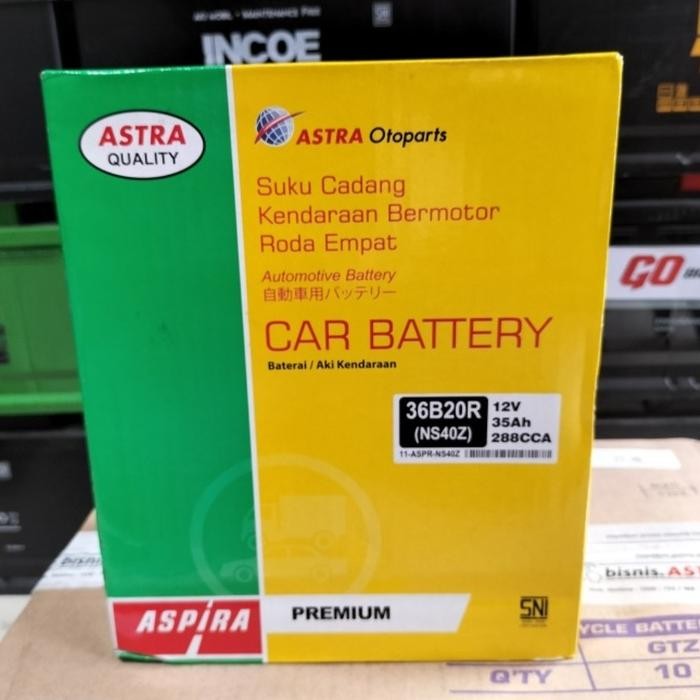 INCOE
ASTRA
QUALITY
ASTRA Otoparts
Suku Cadang
Kendaraan Bermotor
Roda Empat
Automotive Battery
自動車用バッテリー
CAR BATTERY
Baterai / Aki Kendaraan
36B20R
(NS40Z)
12V
35Ah
288CCA
11-ASPR-NS40Z
ASPIRA
PREMIUM
SNI
GO
bisnis.AS
YCLE BATTE
GTZ
Q'TY 10